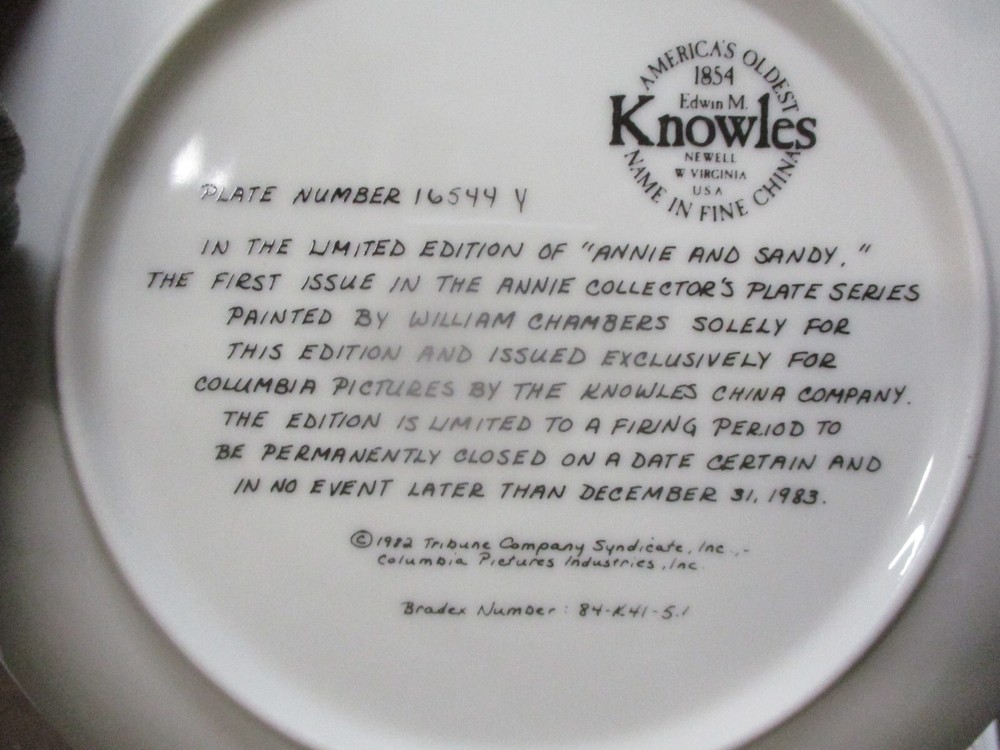 AMERICA'S OLDEST
1854
Edwin M.
Knowles
NEWELL
W VIRGINIA
USA
NAME IN FINE CHINA
PLATE NUMBER 16544 Y
IN THE LIMITED EDITION OF "ANNIE AND SANDY,"
THE FIRST ISSUE IN THE ANNIE COLLECTOR'S PLATE SERIES
PAINTED BY WILLIAM CHAMBERS SOLELY FOR
THIS EDITION AND ISSUED EXCLUSIVELY FOR
COLUMBIA PICTURES BY THE KNOWLES CHINA COMPANY.
THE EDITION IS LIMITED TO A FIRING PERIOD TO
BE PERMANENTLY CLOSED ON A DATE CERTAIN AND
IN NO EVENT LATER THAN DECEMBER 31, 1983.
©1982 Tribune Company Syndicate, Inc.,-
Columbia Pictures Industries, Inc.
Bradex Number: 84-K41-5.1